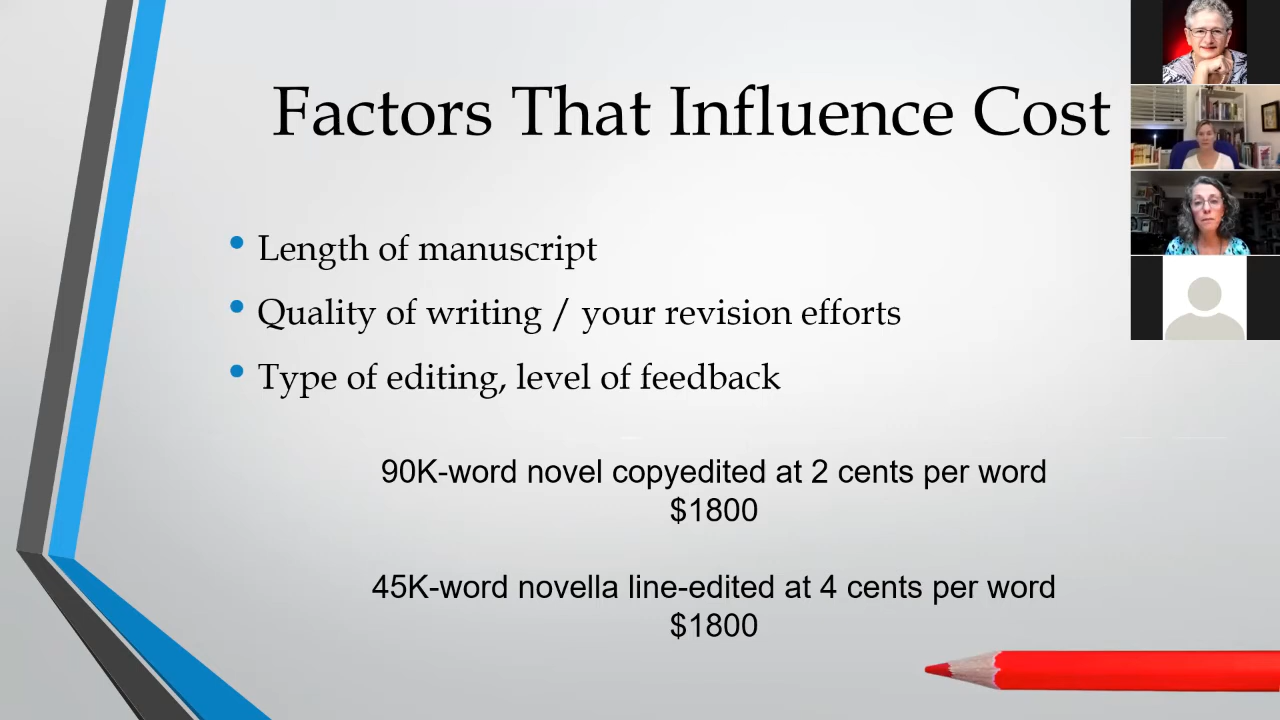 Factors That Influence Cost
Length of manuscript
Quality of writing / your revision efforts
Type of editing, level of feedback
90K-word novel copyedited at 2 cents per word
$1800
45K-word novella line-edited at 4 cents per word
$1800